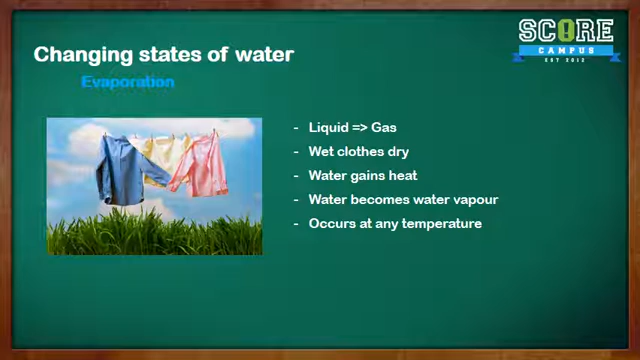 SCORE
CAMPUS
EST 2012
Changing states of water
Evaporation
- Liquid => Gas
- Wet clothes dry
- Water gains heat
- Water becomes water vapour
- Occurs at any temperature